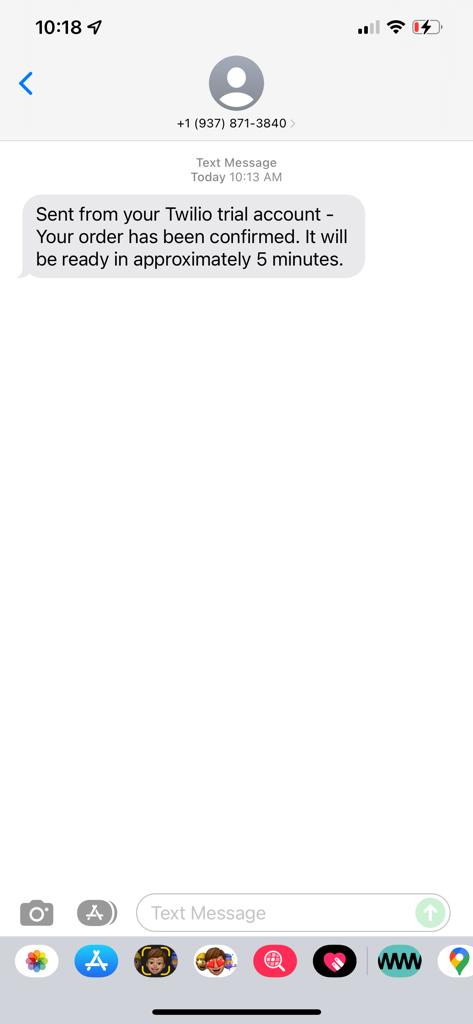 10:18
+1 (937) 871-3840
Text Message
Today 10:13 AM
Sent from your Twilio trial account -
Your order has been confirmed. It will
be ready in approximately 5 minutes.
Text Message